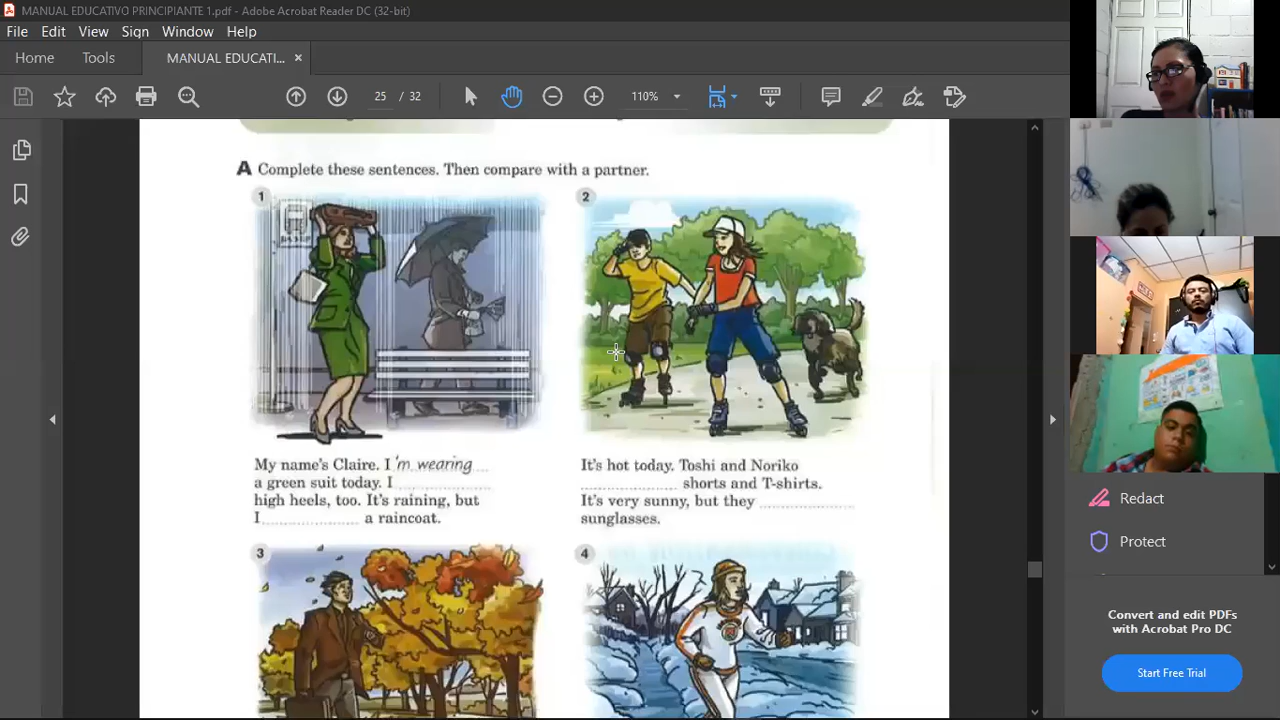 MANUAL EDUCATIVO PRINCIPIANTE 1.pdf - Adobe Acrobat Reader DC (32-bit)
File Edit View Sign Window Help
Home Tools MANUAL EDUCATI... ×
25 / 32 110%
A Complete these sentences. Then compare with a partner.
1
2
My name's Claire. I 'm wearing
a green suit today. I
high heels, too. It's raining, but
I a raincoat.
It's hot today. Toshi and Noriko
shorts and T-shirts.
It's very sunny, but they
sunglasses.
3
4
Redact
Protect
Convert and edit PDFs
with Acrobat Pro DC
Start Free Trial